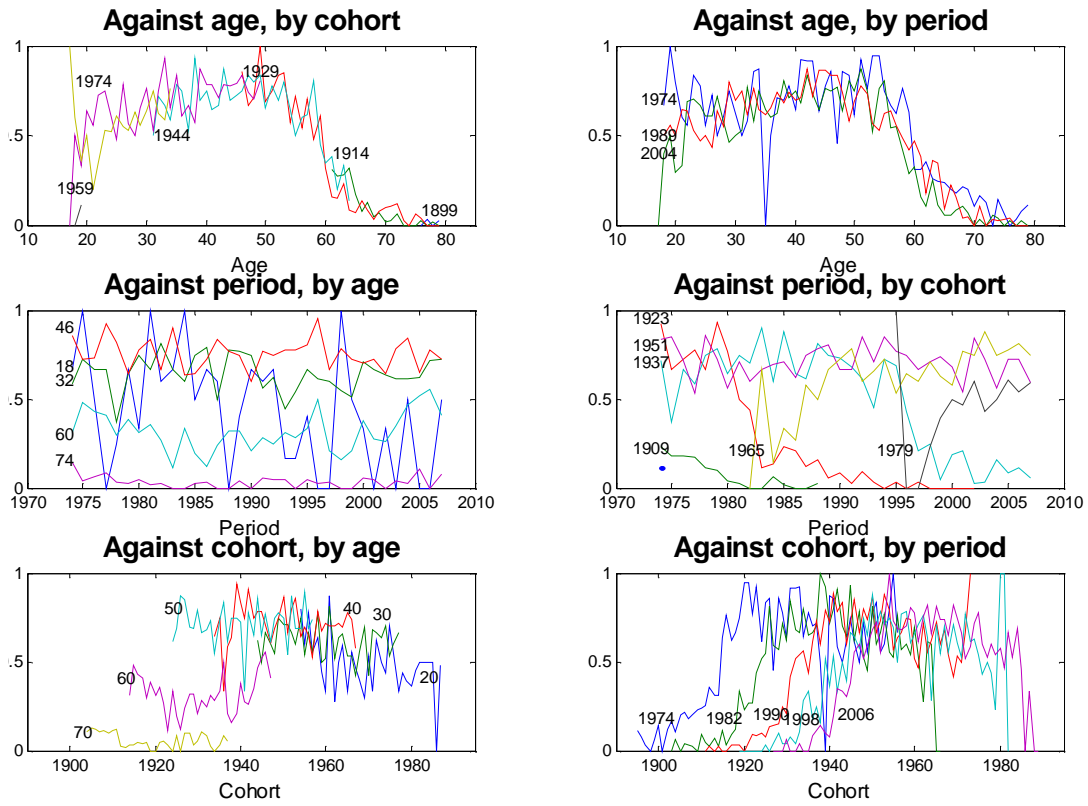 Against age, by cohort
Against age, by period
1
1974
1929
0.5
1944
1914
1959
1899
0
10 20 30 40 50 60 70 80
Age
1
1974
0.5
1989
2004
0
10 20 30 40 50 60 70 80
Age
Against period, by age
Against period, by cohort
1
46
18
32
0.5
60
74
0
1970 1975 1980 1985 1990 1995 2000 2005 2010
Period
1
1923
1951
1937
0.5
1909
1965
1979
0
1970 1975 1980 1985 1990 1995 2000 2005 2010
Period
Against cohort, by age
Against cohort, by period
1
50
40
30
0.5
60
20
70
0
1900 1920 1940 1960 1980
Cohort
1
0.5
1974
1982
1990
1998
2006
0
1900 1920 1940 1960 1980
Cohort